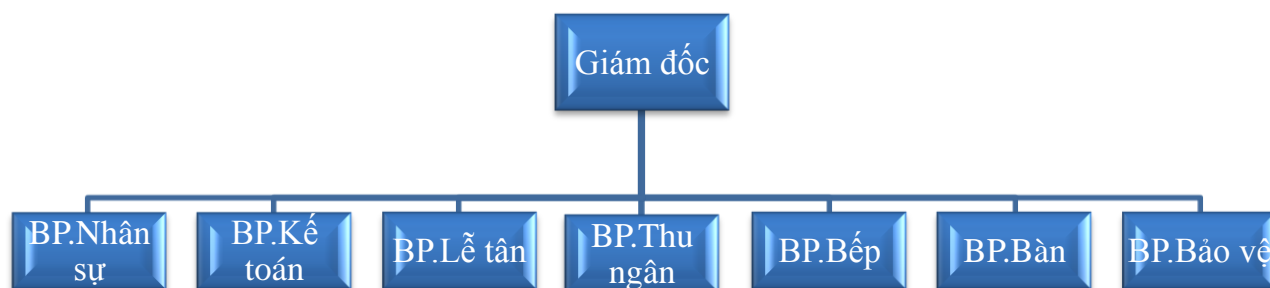 Giám đốc
BP.Nhân
sự
BP.Kế
toán
BP.Lễ tân
BP.Thu
ngân
BP.Bếp
BP.Bàn
BP.Bảo vệ